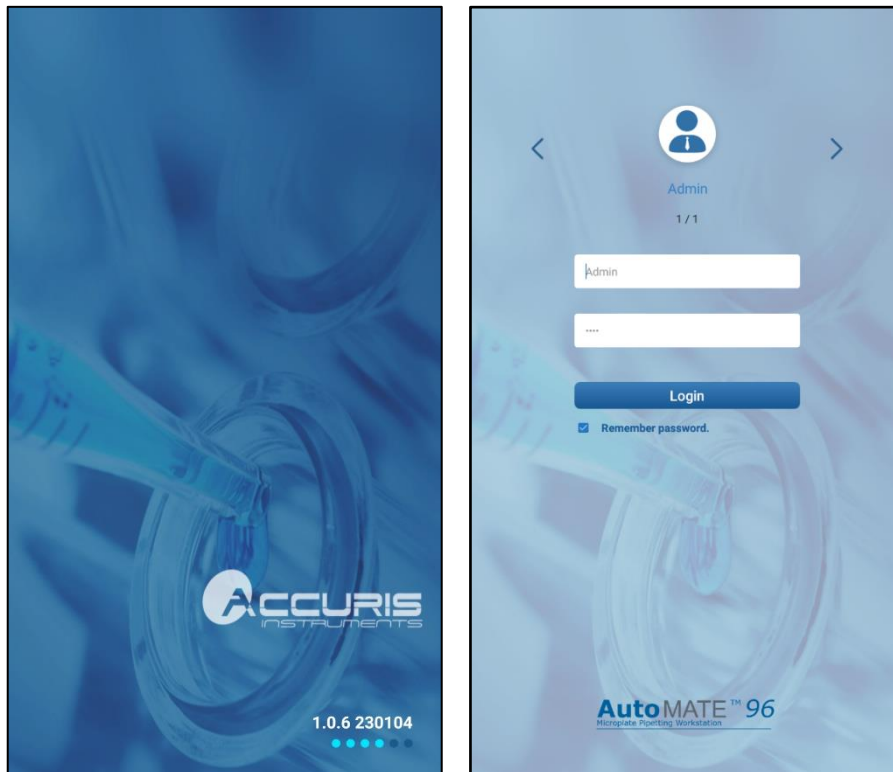 ACCURIS
INSTRUMENTS
1.0.6 230104
Admin
1 / 1
Admin
····
Login
Remember password.
AutoMATE™ 96
Microplate Pipetting Workstation